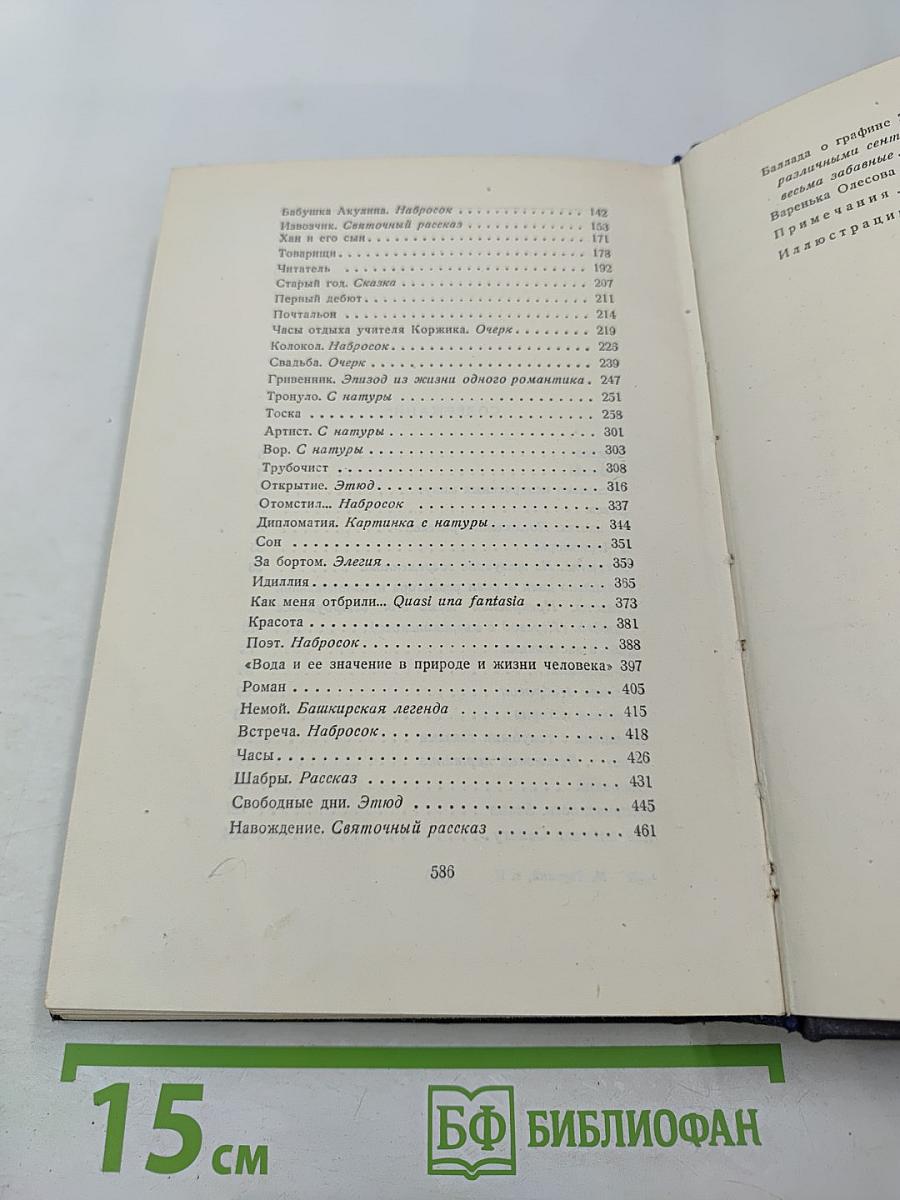 Бабушка Акулина. Набросок . . . . . . . . . . . . . . 142
Извозчик. Святочный рассказ . . . . . . . . . . . . . 153
Хан и его сын . . . . . . . . . . . . . . . . . . . . . . . . 171
Товарищи . . . . . . . . . . . . . . . . . . . . . . . . . . . 178
Читатель . . . . . . . . . . . . . . . . . . . . . . . . . . . 192
Старый год. Сказка . . . . . . . . . . . . . . . . . . . . 207
Первый дебют . . . . . . . . . . . . . . . . . . . . . . . . 211
Почтальон . . . . . . . . . . . . . . . . . . . . . . . . . . 214
Часы отдыха учителя Коржика. Очерк . . . . . . . . 219
Колокол. Набросок . . . . . . . . . . . . . . . . . . . . 226
Свадьба. Очерк . . . . . . . . . . . . . . . . . . . . . . . 239
Гривенник. Эпизод из жизни одного романтика . 247
Тронуло. С натуры . . . . . . . . . . . . . . . . . . . . 251
Тоска . . . . . . . . . . . . . . . . . . . . . . . . . . . . 258
Артист. С натуры . . . . . . . . . . . . . . . . . . . . . 301
Вор. С натуры . . . . . . . . . . . . . . . . . . . . . . . 303
Трубочист . . . . . . . . . . . . . . . . . . . . . . . . . . 308
Открытие. Этюд . . . . . . . . . . . . . . . . . . . . . . 316
Отомстил... Набросок . . . . . . . . . . . . . . . . . . 337
Дипломатия. Картинка с натуры . . . . . . . . . . . 344
Сон . . . . . . . . . . . . . . . . . . . . . . . . . . . . . 351
За бортом. Элегия . . . . . . . . . . . . . . . . . . . . 359
Идиллия . . . . . . . . . . . . . . . . . . . . . . . . . . . 365
Как меня отбрили... Quasi una fantasia . . . . . . . 373
Красота . . . . . . . . . . . . . . . . . . . . . . . . . . . 381
Поэт. Набросок . . . . . . . . . . . . . . . . . . . . . . 388
«Вода и ее значение в природе и жизни человека» 397
Роман . . . . . . . . . . . . . . . . . . . . . . . . . . . . 405
Немой. Башкирская легенда . . . . . . . . . . . . . . 415
Встреча. Набросок . . . . . . . . . . . . . . . . . . . . 418
Часы . . . . . . . . . . . . . . . . . . . . . . . . . . . . . 426
Шабры. Рассказ . . . . . . . . . . . . . . . . . . . . . . 431
Свободные дни. Этюд . . . . . . . . . . . . . . . . . . 445
Навождение. Святочный рассказ . . . . . . . . . . . 461
586
Баллада о графине
различными
весьма забавные
Варенька Олесова
Примечания
15 см
БФ БИБЛИОФАН